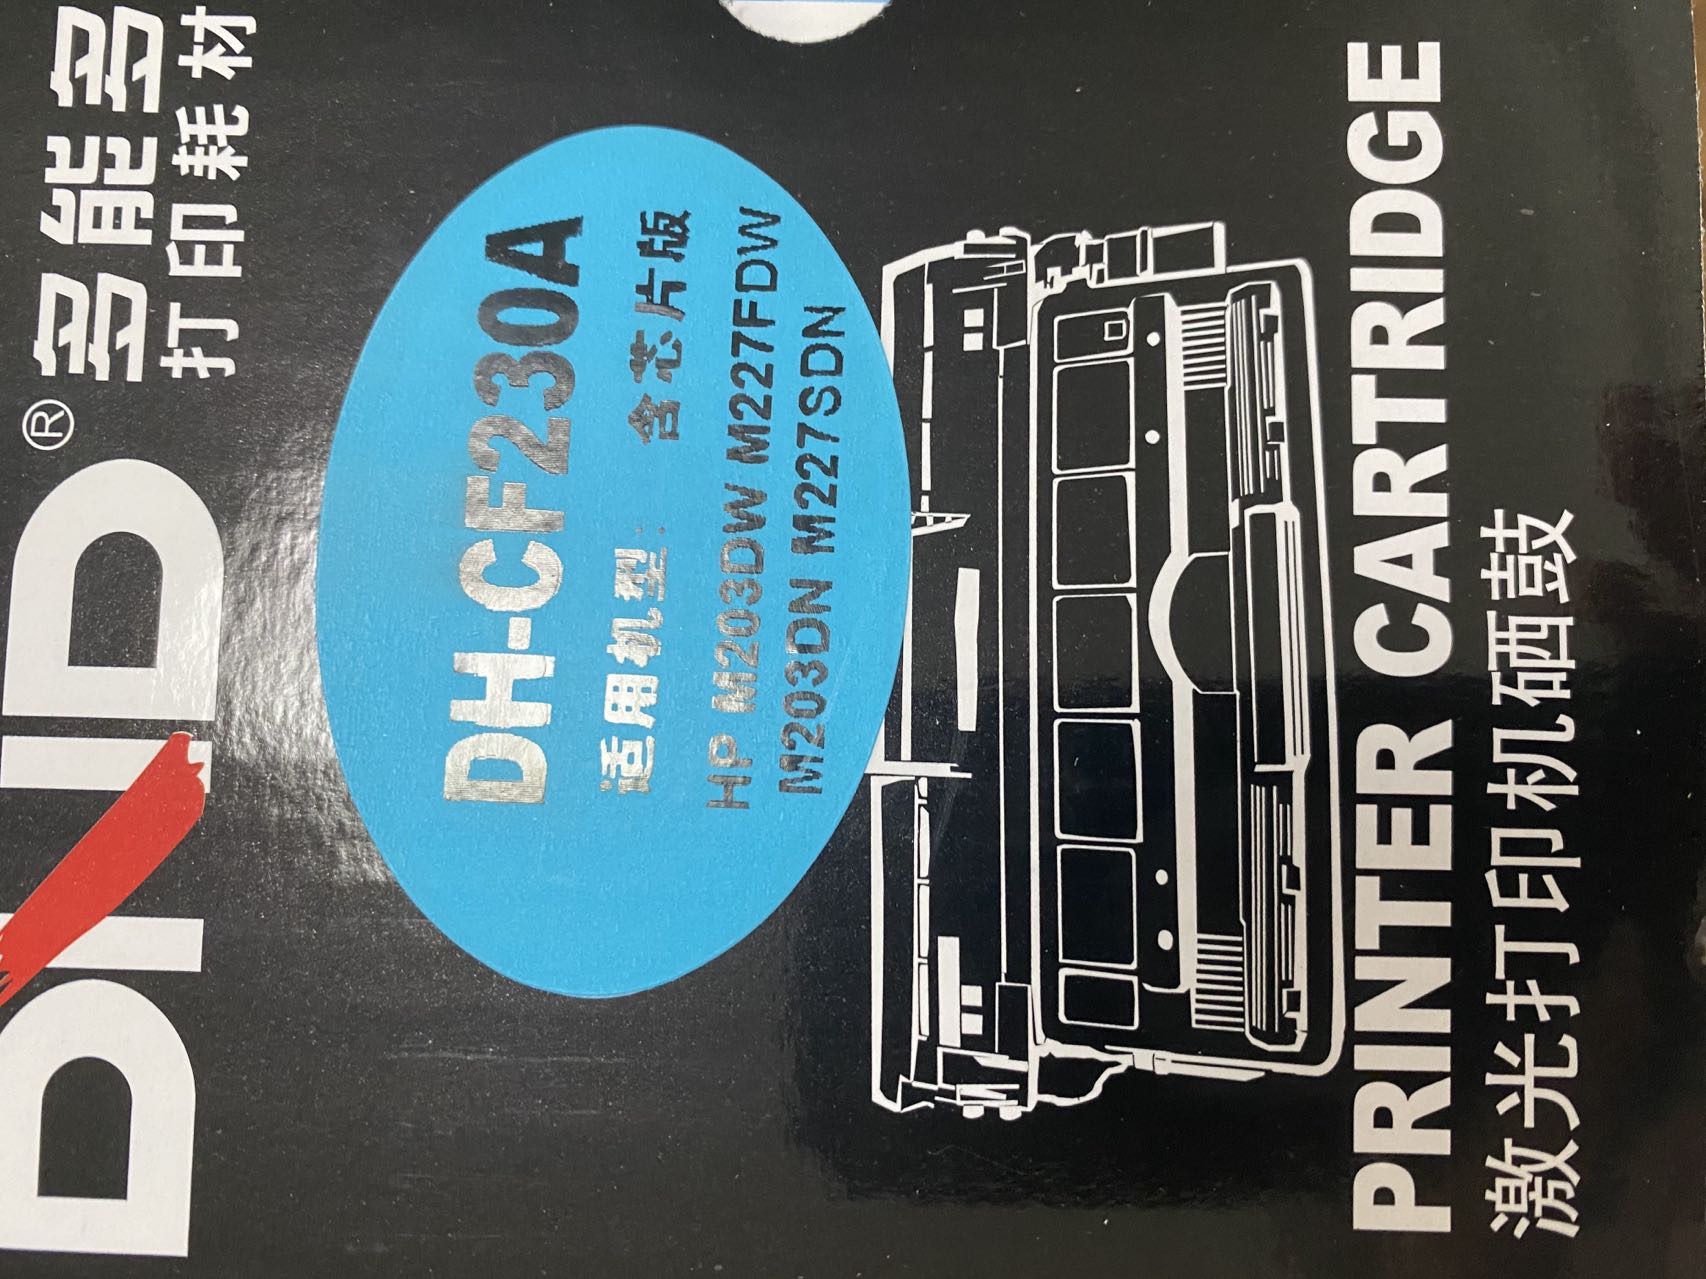 DND® 多能多
打印耗材
DH-CF230A
适用机型: 含芯片版
HP M203DW M227FDW
M203DN M227SDN
PRINTER CARTRIDGE
激光打印机硒鼓